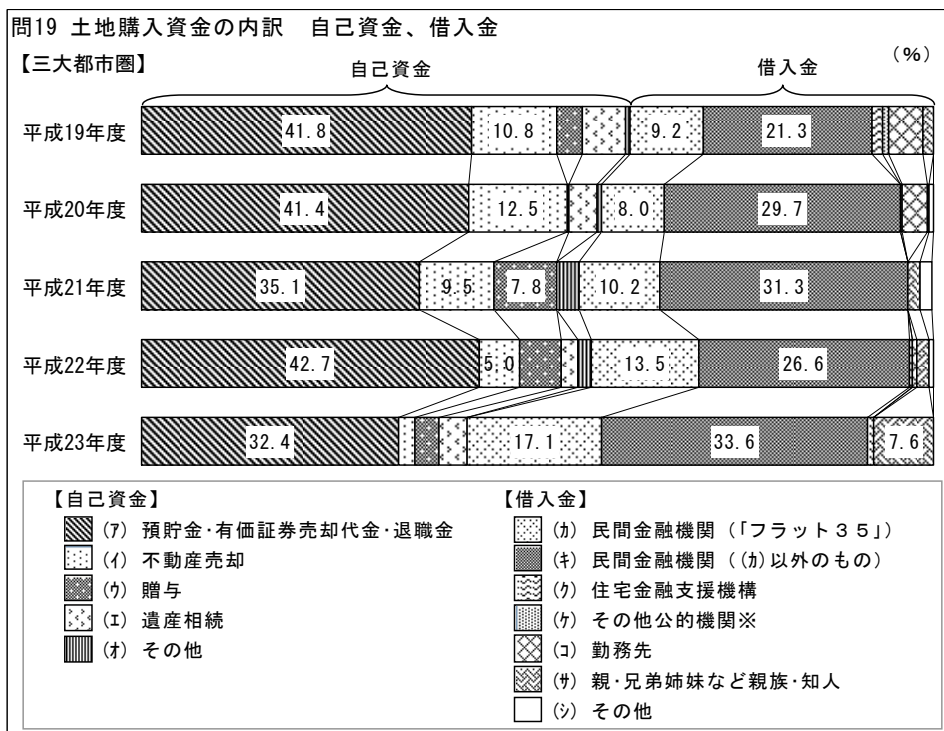 問19 土地購入資金の内訳　自己資金、借入金
【三大都市圏】
（%）
自己資金
借入金
平成19年度
41.8
10.8
9.2
21.3
平成20年度
41.4
12.5
8.0
29.7
平成21年度
35.1
9.5
7.8
10.2
31.3
平成22年度
42.7
5.0
13.5
26.6
平成23年度
32.4
17.1
33.6
7.6
【自己資金】
(ｱ) 預貯金･有価証券売却代金･退職金
(ｲ) 不動産売却
(ｳ) 贈与
(ｴ) 遺産相続
(ｵ) その他
【借入金】
(ｶ) 民間金融機関（｢フラット３５｣）
(ｷ) 民間金融機関（(ｶ)以外のもの）
(ｸ) 住宅金融支援機構
(ｹ) その他公的機関※
(ｺ) 勤務先
(ｻ) 親･兄弟姉妹など親族･知人
(ｼ) その他